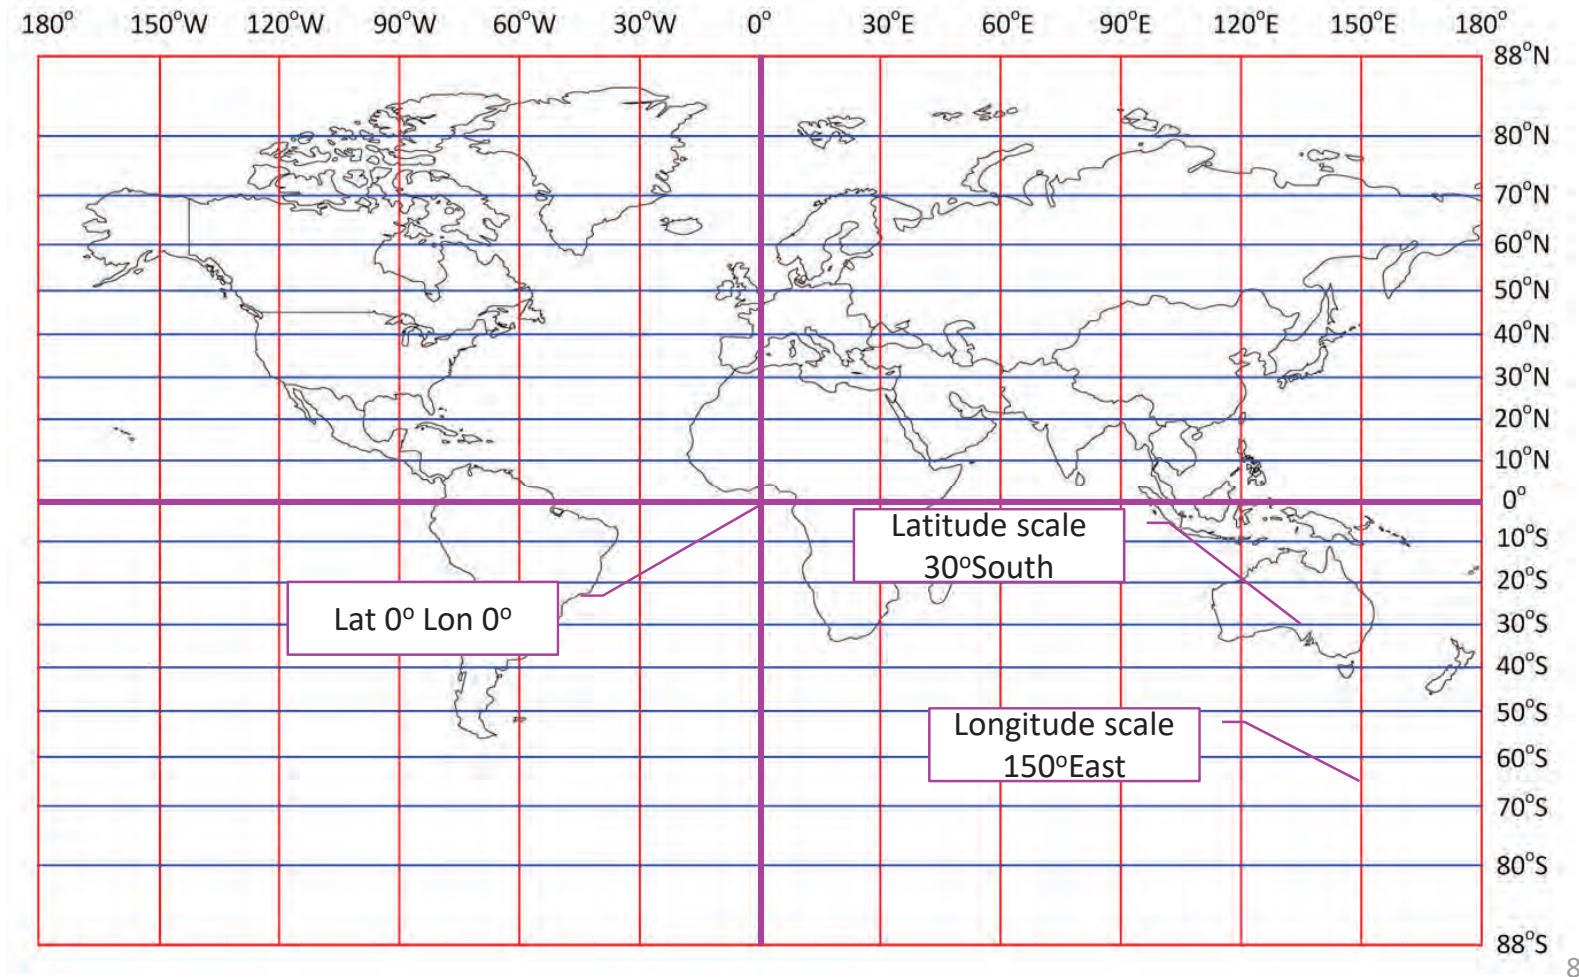 180° 150°W 120°W 90°W 60°W 30°W 0° 30°E 60°E 90°E 120°E 150°E 180°
88°N
80°N
70°N
60°N
50°N
40°N
30°N
20°N
10°N
0°
Latitude scale
30°South
10°S
20°S
Lat 0° Lon 0°
30°S
40°S
50°S
Longitude scale
150°East
60°S
70°S
80°S
88°S
8